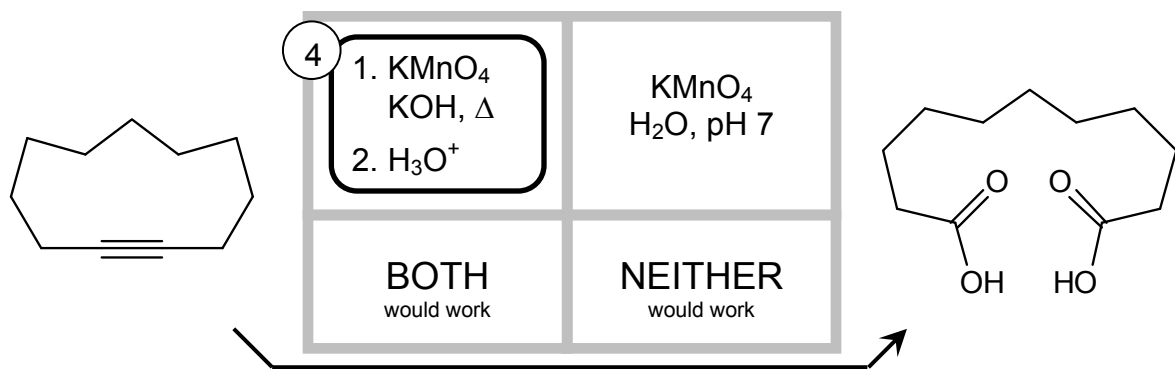 4
1. KMnO₄
KOH, Δ
2. H₃O⁺
KMnO₄
H₂O, pH 7
BOTH
would work
NEITHER
would work
O
O
OH
HO